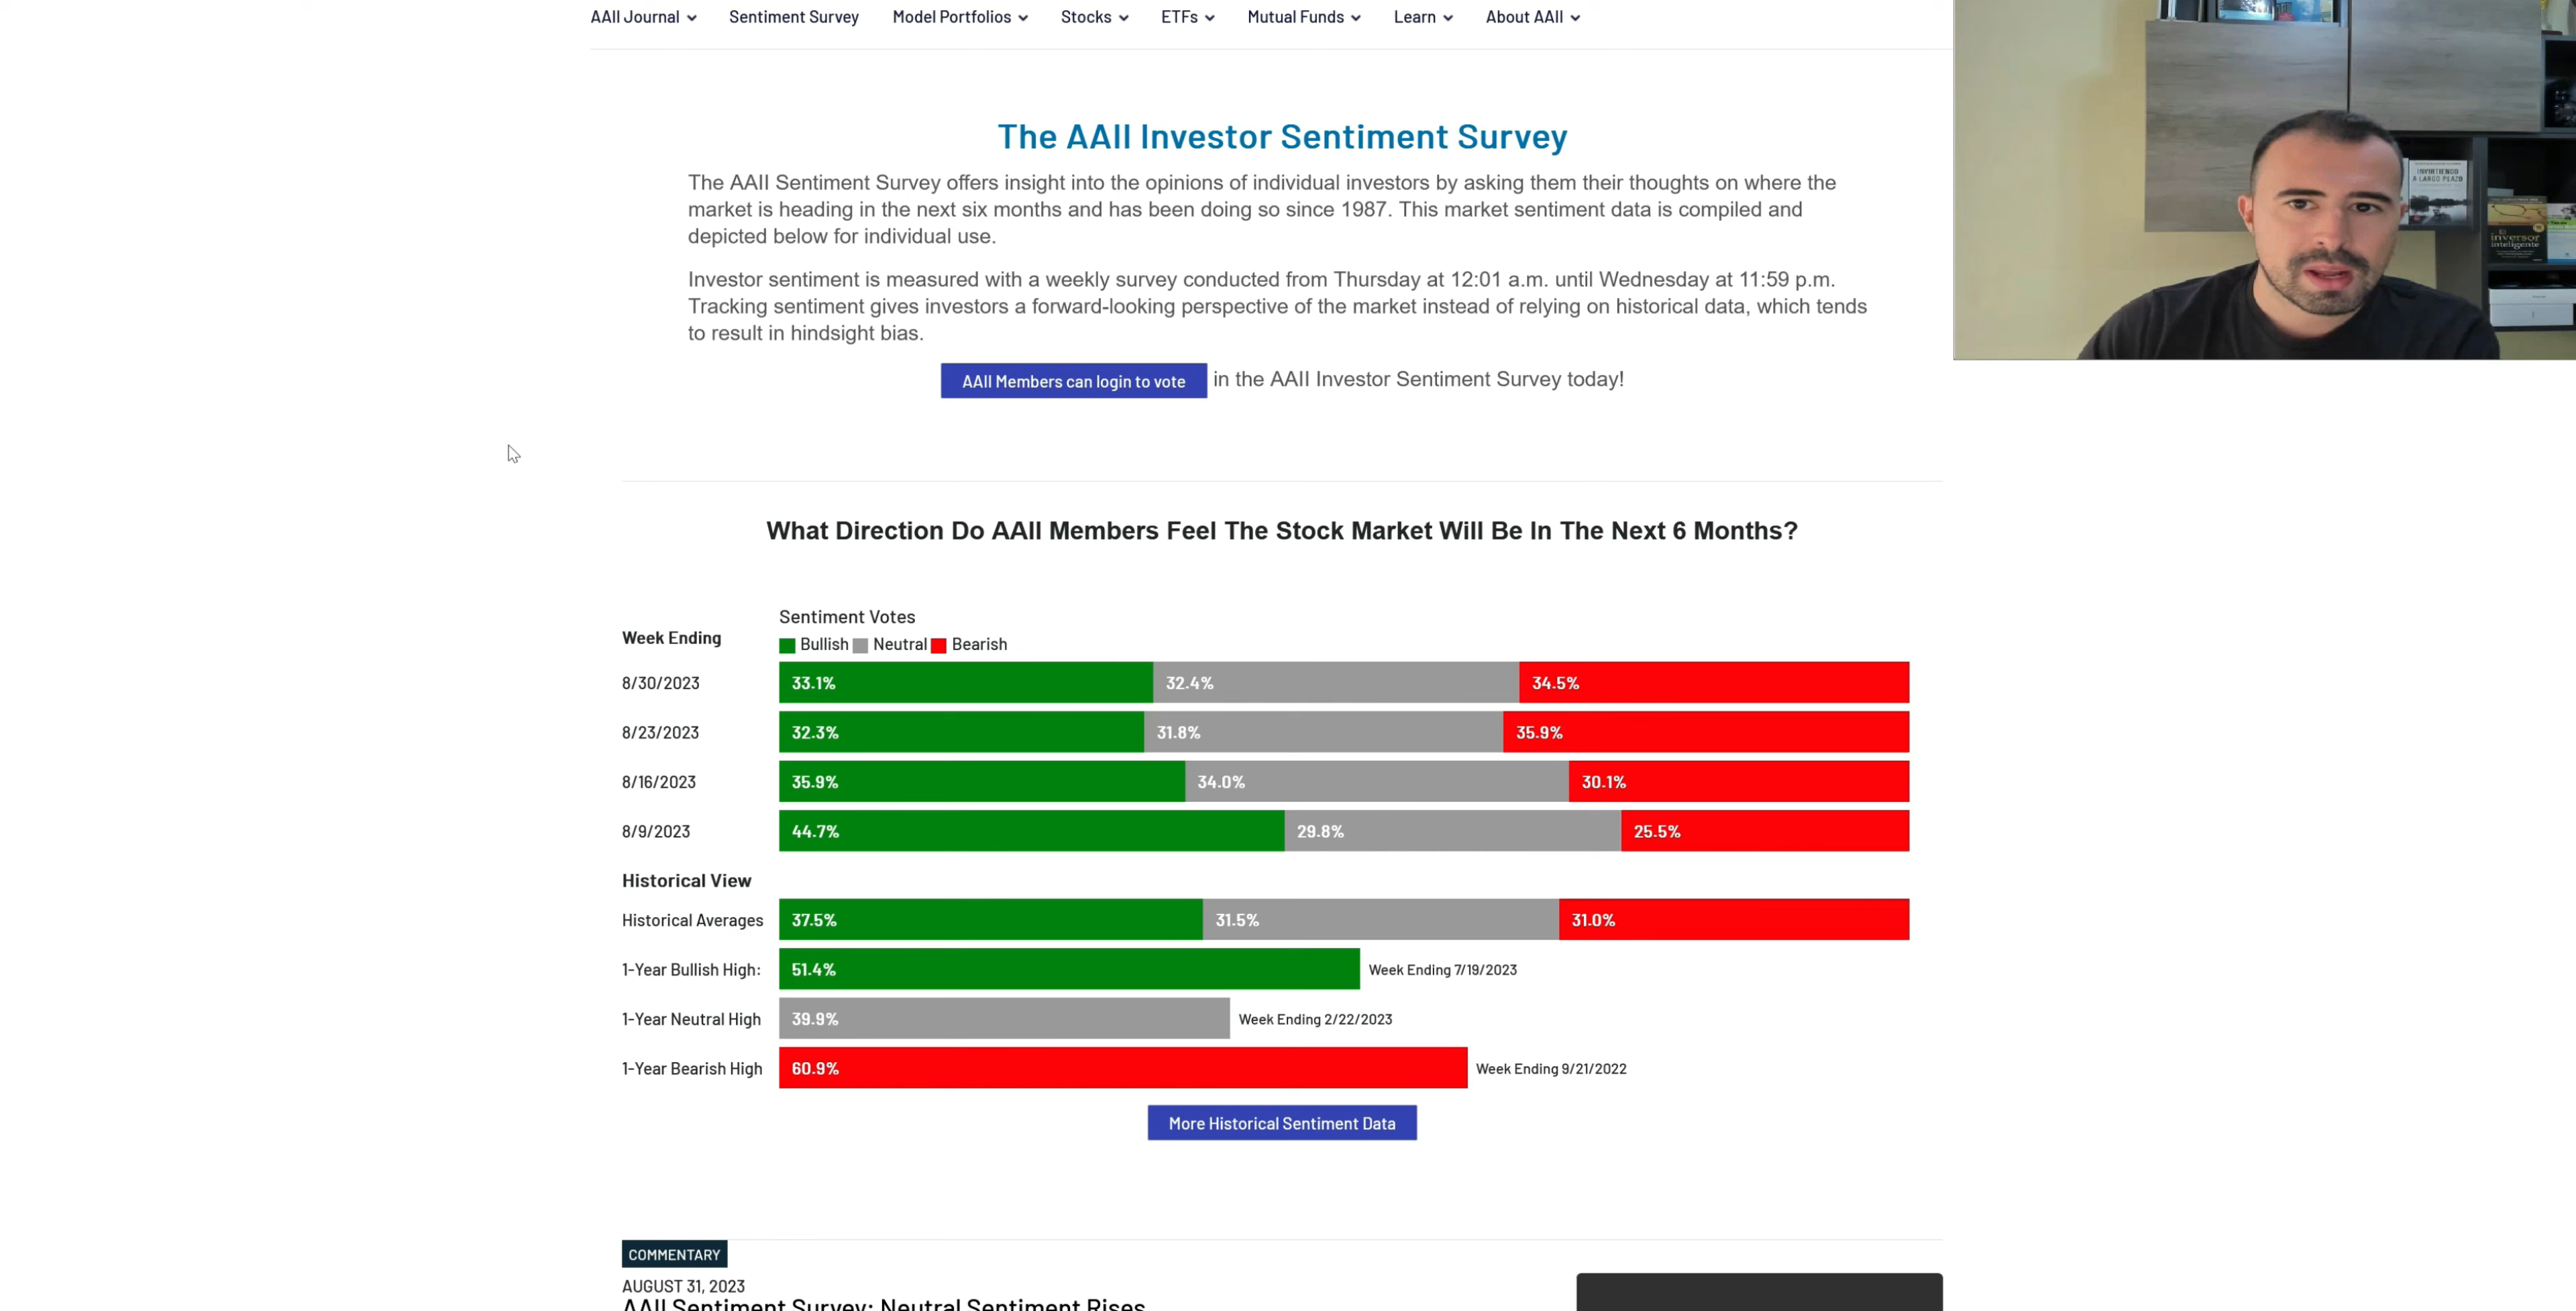 AAII Journal Sentiment Survey Model Portfolios Stocks ETFs Mutual Funds Learn About AAII
The AAII Investor Sentiment Survey
The AAII Sentiment Survey offers insight into the opinions of individual investors by asking them their thoughts on where the
market is heading in the next six months and has been doing so since 1987. This market sentiment data is compiled and
depicted below for individual use.
Investor sentiment is measured with a weekly survey conducted from Thursday at 12:01 a.m. until Wednesday at 11:59 p.m.
Tracking sentiment gives investors a forward-looking perspective of the market instead of relying on historical data, which tends
to result in hindsight bias.
AAII Members can login to vote in the AAII Investor Sentiment Survey today!
INVIRTIENDO
A LARGO PLAZO
El
inversor
inteligente
What Direction Do AAII Members Feel The Stock Market Will Be In The Next 6 Months?
Sentiment Votes
Week Ending
Bullish Neutral Bearish
8/30/2023 33.1% 32.4% 34.5%
8/23/2023 32.3% 31.8% 35.9%
8/16/2023 35.9% 34.0% 30.1%
8/9/2023 44.7% 29.8% 25.5%
Historical View
Historical Averages 37.5% 31.5% 31.0%
1-Year Bullish High: 51.4% Week Ending 7/19/2023
1-Year Neutral High 39.9% Week Ending 2/22/2023
1-Year Bearish High 60.9% Week Ending 9/21/2022
More Historical Sentiment Data
COMMENTARY
AUGUST 31, 2023
AAII Sentiment Survey: Neutral Sentiment Rises